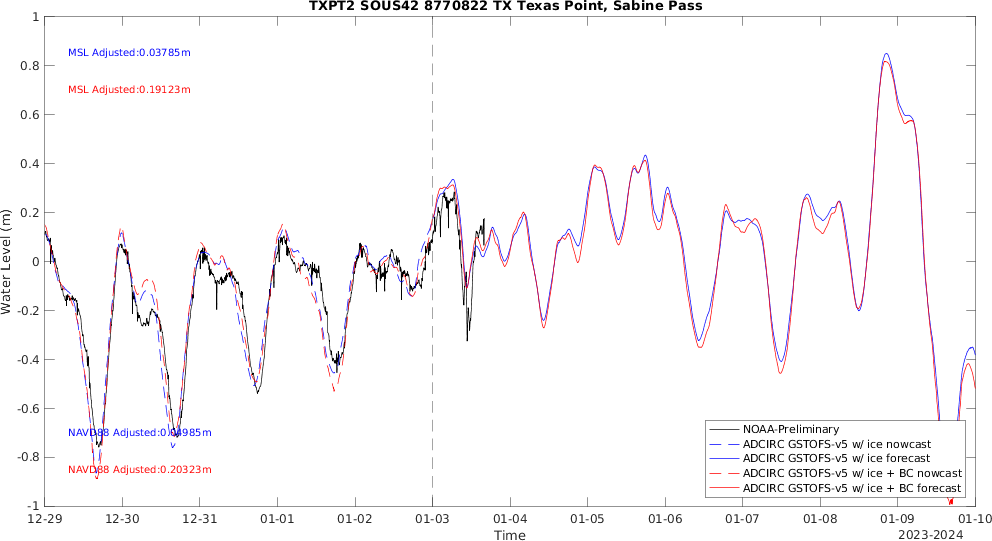 TXPT2 SOUS42 8770822 TX Texas Point, Sabine Pass
1
0.8
0.6
0.4
0.2
0
-0.2
-0.4
-0.6
-0.8
-1
Water Level (m)
MSL Adjusted:0.03785m
MSL Adjusted:0.19123m
NAVD88 Adjusted:0.04985m
NAVD88 Adjusted:0.20323m
NOAA-Preliminary
ADCIRC GSTOFS-v5 w/ ice nowcast
ADCIRC GSTOFS-v5 w/ ice forecast
ADCIRC GSTOFS-v5 w/ ice + BC nowcast
ADCIRC GSTOFS-v5 w/ ice + BC forecast
12-29 12-30 12-31 01-01 01-02 01-03 01-04 01-05 01-06 01-07 01-08 01-09 01-10
Time
2023-2024